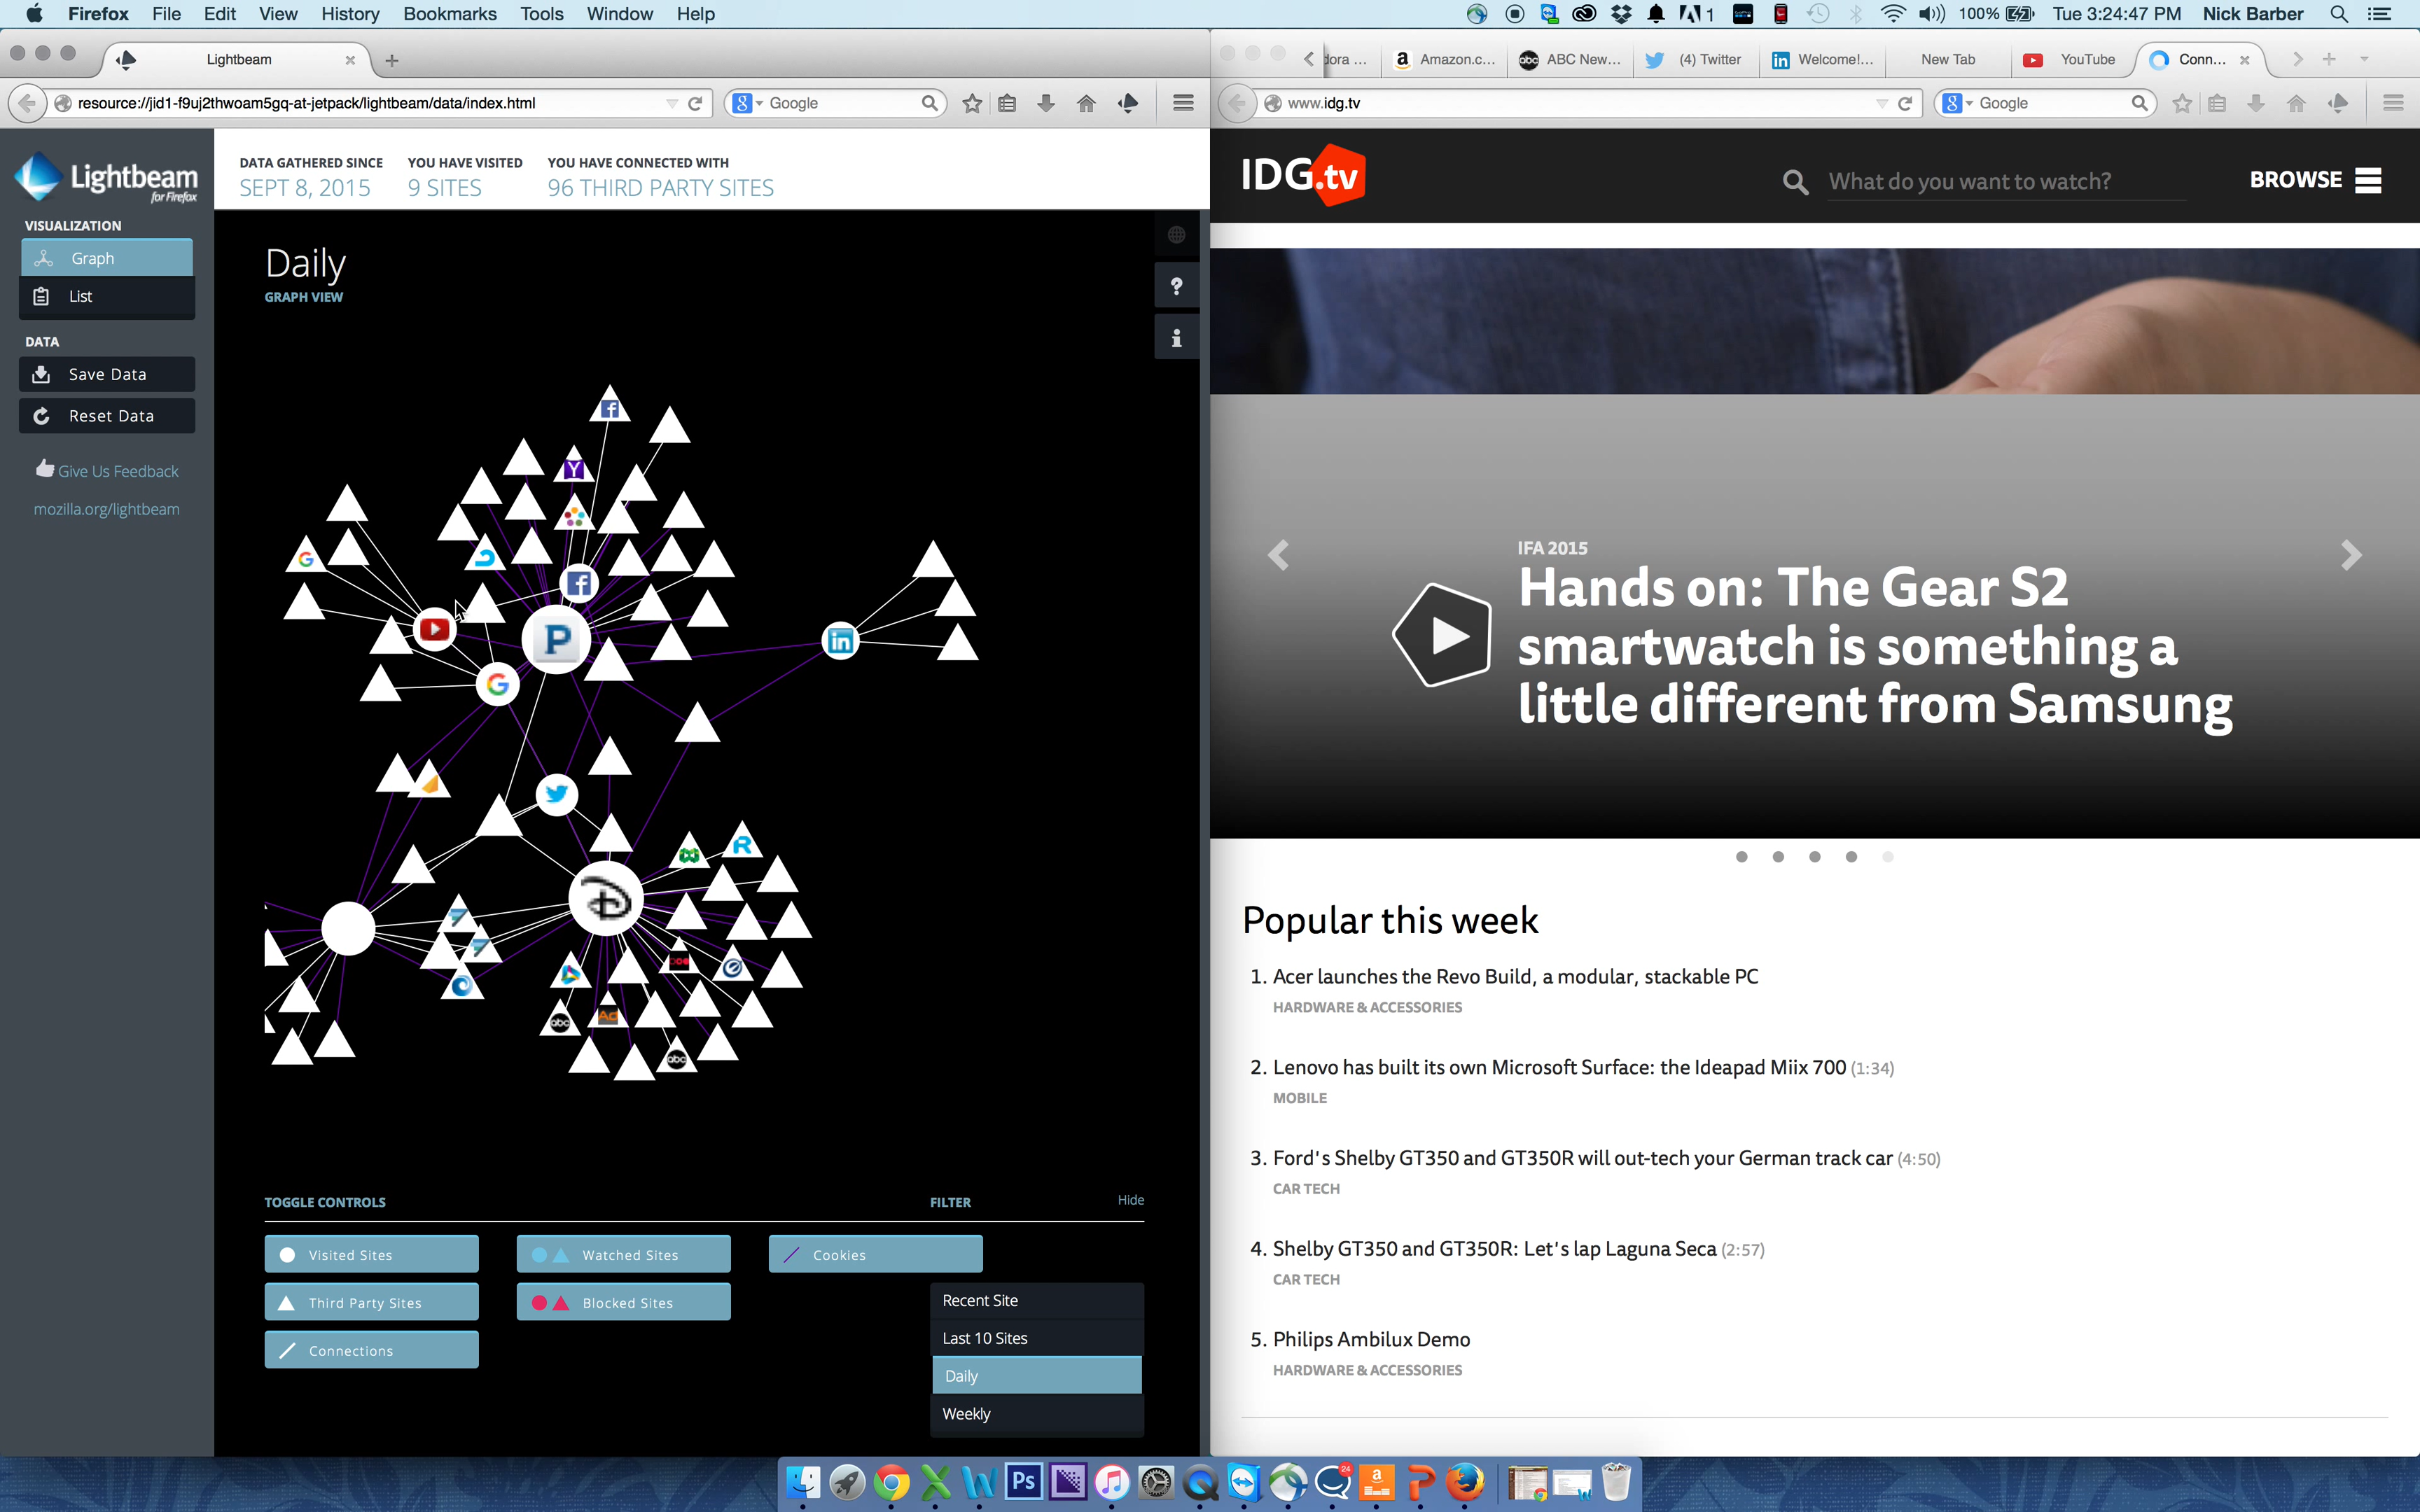 Firefox File Edit View History Bookmarks Tools Window Help
1 100% Tue 3:24:47 PM Nick Barber
Lightbeam
resource://jid1-f9uj2thwoam5gq-at-jetpack/lightbeam/data/index.html
Google
Lightbeam
for Firefox
DATA GATHERED SINCE
SEPT 8, 2015
YOU HAVE VISITED
9 SITES
YOU HAVE CONNECTED WITH
96 THIRD PARTY SITES
VISUALIZATION
Graph
List
DATA
Save Data
Reset Data
Give Us Feedback
mozilla.org/lightbeam
Daily
GRAPH VIEW
TOGGLE CONTROLS
FILTER
Hide
Visited Sites
Watched Sites
Cookies
Third Party Sites
Blocked Sites
Connections
Recent Site
Last 10 Sites
Daily
Weekly
dora ... Amazon.c... ABC New... (4) Twitter Welcome!... New Tab YouTube Conn...
www.idg.tv
Google
IDG.tv
What do you want to watch?
BROWSE
IFA 2015
Hands on: The Gear S2
smartwatch is something a
little different from Samsung
Popular this week
1. Acer launches the Revo Build, a modular, stackable PC
HARDWARE & ACCESSORIES
2. Lenovo has built its own Microsoft Surface: the Ideapad Miix 700 (1:34)
MOBILE
3. Ford's Shelby GT350 and GT350R will out-tech your German track car (4:50)
CAR TECH
4. Shelby GT350 and GT350R: Let's lap Laguna Seca (2:57)
CAR TECH
5. Philips Ambilux Demo
HARDWARE & ACCESSORIES
Ps
24